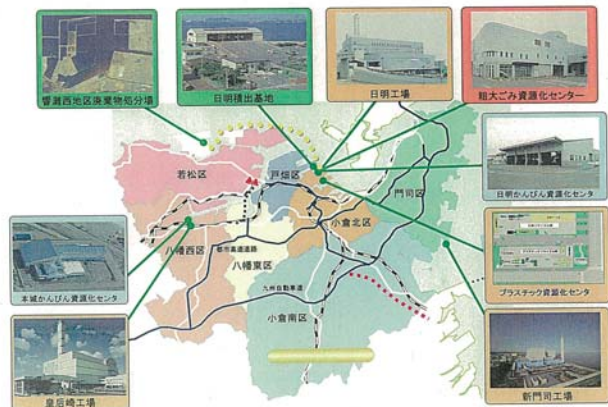 響灘西地区廃棄物処分場
日明積出基地
日明工場
粗大ごみ資源化センター
日明かんびん資源化センタ
プラスチック資源化センタ
新門司工場
本城かんびん資源化センタ
皇后崎工場
若松区
戸畑区
門司区
小倉北区
八幡西区
都市高速道路
八幡東区
九州自動車道
小倉南区